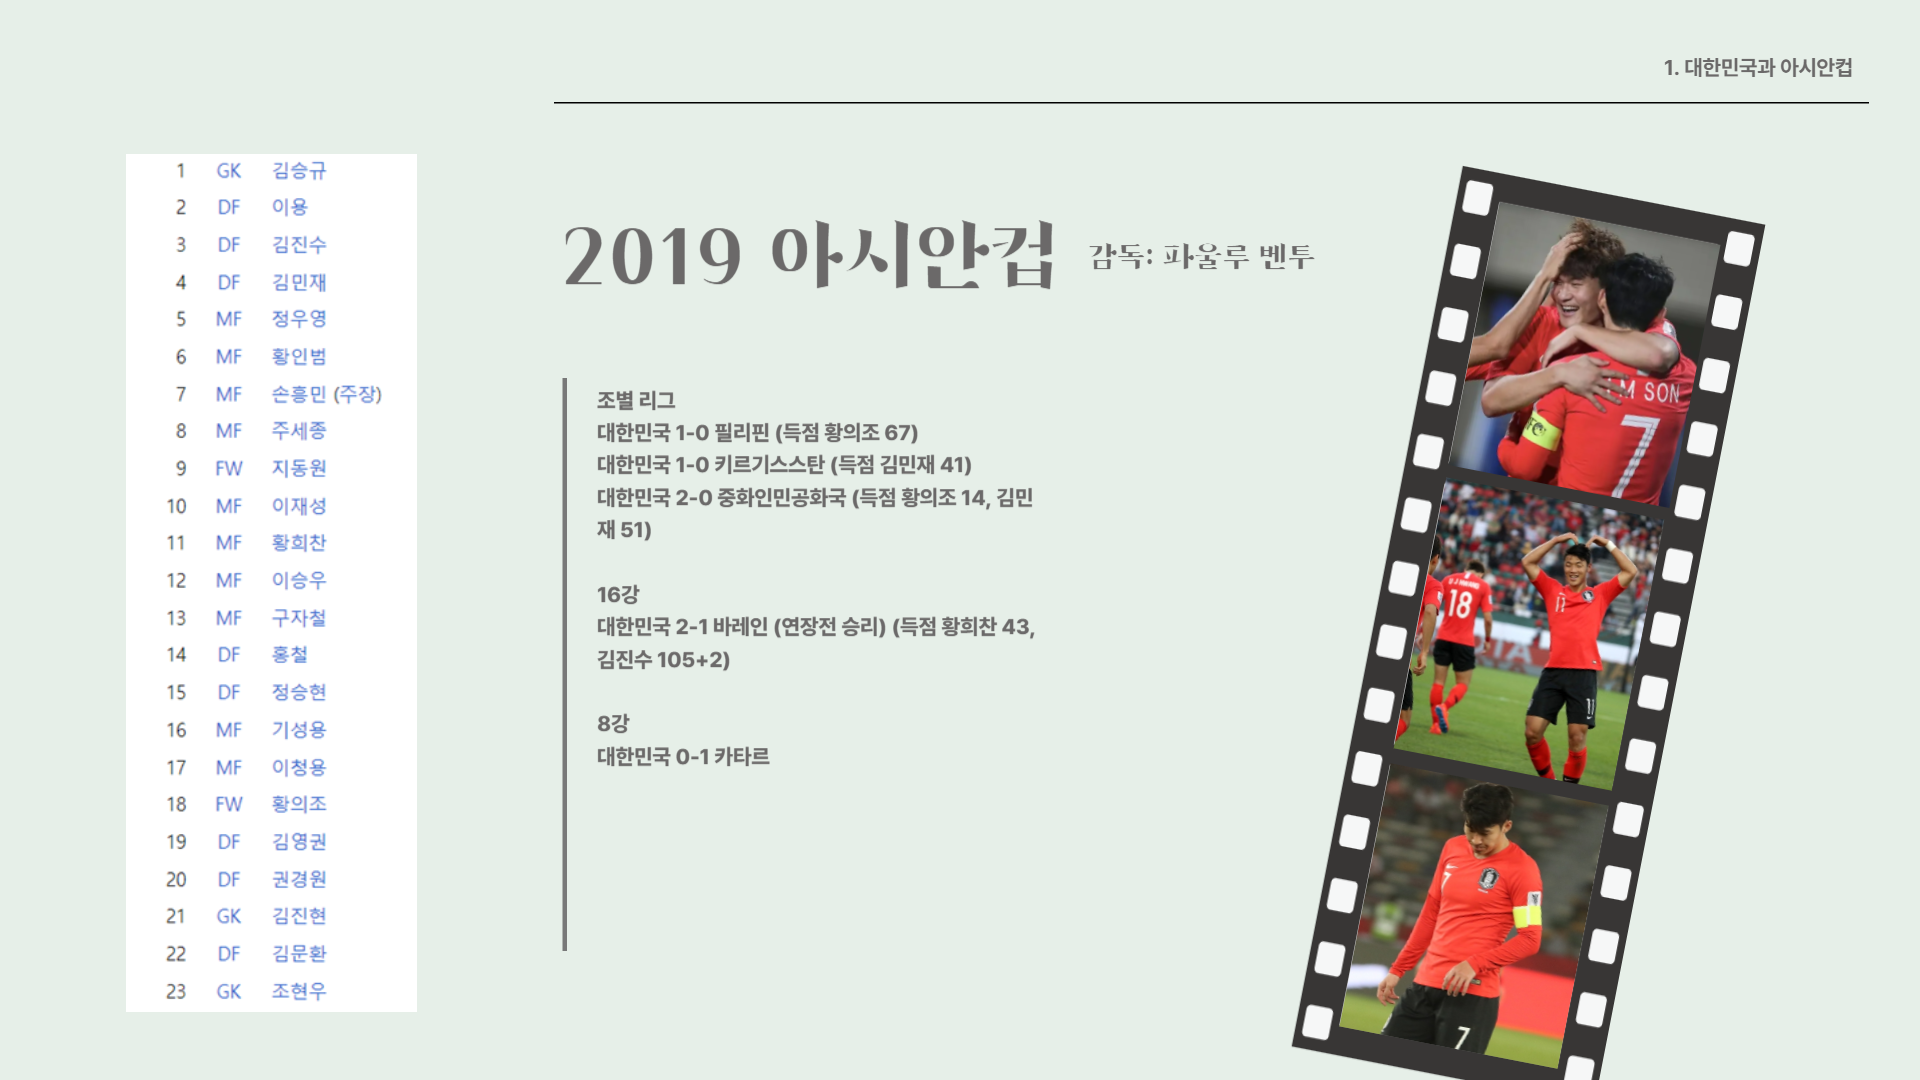 1. 대한민국과 아시안컵
1 GK 김승규
2 DF 이용
3 DF 김진수
4 DF 김민재
5 MF 정우영
6 MF 황인범
7 MF 손흥민 (주장)
8 MF 주세종
9 FW 지동원
10 MF 이재성
11 MF 황희찬
12 MF 이승우
13 MF 구자철
14 DF 홍철
15 DF 정승현
16 MF 기성용
17 MF 이청용
18 FW 황의조
19 DF 김영권
20 DF 권경원
21 GK 김진현
22 DF 김문환
23 GK 조현우
2019 아시안컵 감독: 파울루 벤투
조별 리그
대한민국 1-0 필리핀 (득점 황의조 67)
대한민국 1-0 키르기스스탄 (득점 김민재 41)
대한민국 2-0 중화인민공화국 (득점 황의조 14, 김민
재 51)
16강
대한민국 2-1 바레인 (연장전 승리) (득점 황희찬 43,
김진수 105+2)
8강
대한민국 0-1 카타르
M SON
7
18
11
11
7
7